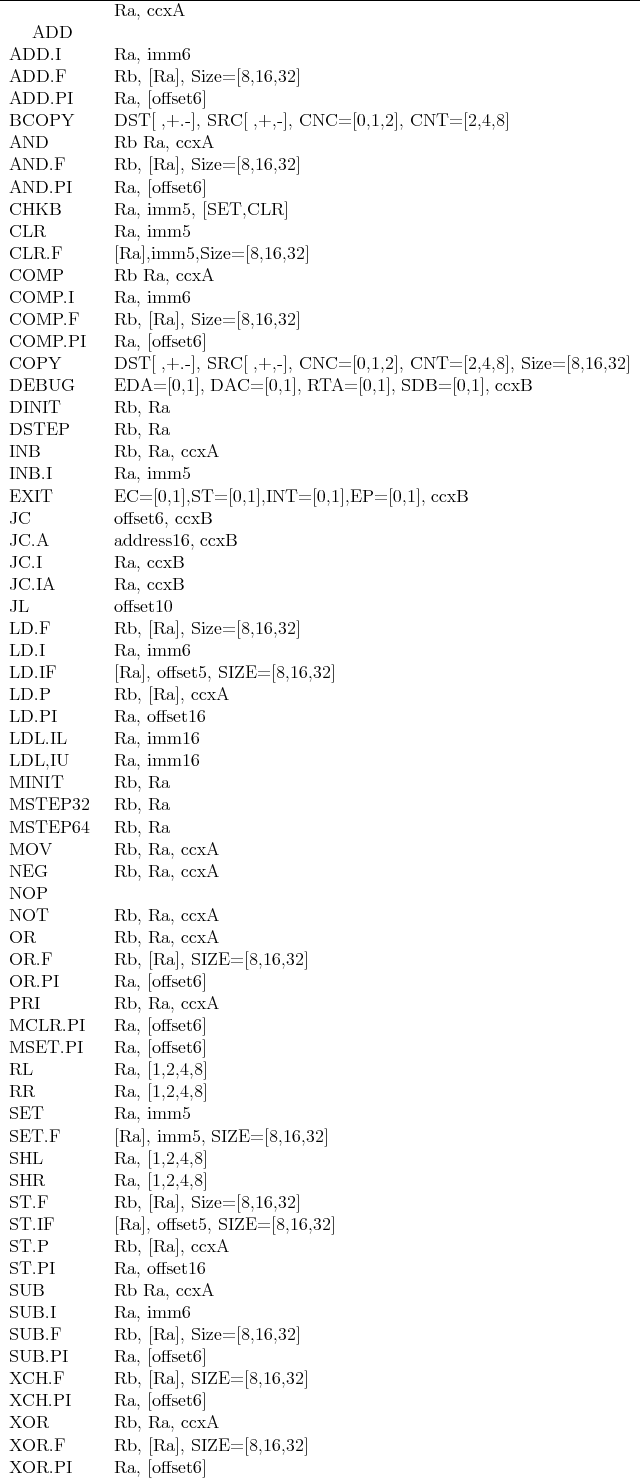 Ra, ccxA
ADD
ADD.I Ra, imm6
ADD.F Rb, [Ra], Size=[8,16,32]
ADD.PI Ra, [offset6]
BCOPY DST[ ,+.-], SRC[ ,+,-], CNC=[0,1,2], CNT=[2,4,8]
AND Rb Ra, ccxA
AND.F Rb, [Ra], Size=[8,16,32]
AND.PI Ra, [offset6]
CHKB Ra, imm5, [SET,CLR]
CLR Ra, imm5
CLR.F [Ra],imm5,Size=[8,16,32]
COMP Rb Ra, ccxA
COMP.I Ra, imm6
COMP.F Rb, [Ra], Size=[8,16,32]
COMP.PI Ra, [offset6]
COPY DST[ ,+.-], SRC[ ,+,-], CNC=[0,1,2], CNT=[2,4,8], Size=[8,16,32]
DEBUG EDA=[0,1], DAC=[0,1], RTA=[0,1], SDB=[0,1], ccxB
DINIT Rb, Ra
DSTEP Rb, Ra
INB Rb, Ra, ccxA
INB.I Ra, imm5
EXIT EC=[0,1],ST=[0,1],INT=[0,1],EP=[0,1], ccxB
JC offset6, ccxB
JC.A address16, ccxB
JC.I Ra, ccxB
JC.IA Ra, ccxB
JL offset10
LD.F Rb, [Ra], Size=[8,16,32]
LD.I Ra, imm6
LD.IF [Ra], offset5, SIZE=[8,16,32]
LD.P Rb, [Ra], ccxA
LD.PI Ra, offset16
LDL.IL Ra, imm16
LDL,IU Ra, imm16
MINIT Rb, Ra
MSTEP32 Rb, Ra
MSTEP64 Rb, Ra
MOV Rb, Ra, ccxA
NEG Rb, Ra, ccxA
NOP
NOT Rb, Ra, ccxA
OR Rb, Ra, ccxA
OR.F Rb, [Ra], SIZE=[8,16,32]
OR.PI Ra, [offset6]
PRI Rb, Ra, ccxA
MCLR.PI Ra, [offset6]
MSET.PI Ra, [offset6]
RL Ra, [1,2,4,8]
RR Ra, [1,2,4,8]
SET Ra, imm5
SET.F [Ra], imm5, SIZE=[8,16,32]
SHL Ra, [1,2,4,8]
SHR Ra, [1,2,4,8]
ST.F Rb, [Ra], Size=[8,16,32]
ST.IF [Ra], offset5, SIZE=[8,16,32]
ST.P Rb, [Ra], ccxA
ST.PI Ra, offset16
SUB Rb Ra, ccxA
SUB.I Ra, imm6
SUB.F Rb, [Ra], Size=[8,16,32]
SUB.PI Ra, [offset6]
XCH.F Rb, [Ra], SIZE=[8,16,32]
XCH.PI Ra, [offset6]
XOR Rb, Ra, ccxA
XOR.F Rb, [Ra], SIZE=[8,16,32]
XOR.PI Ra, [offset6]